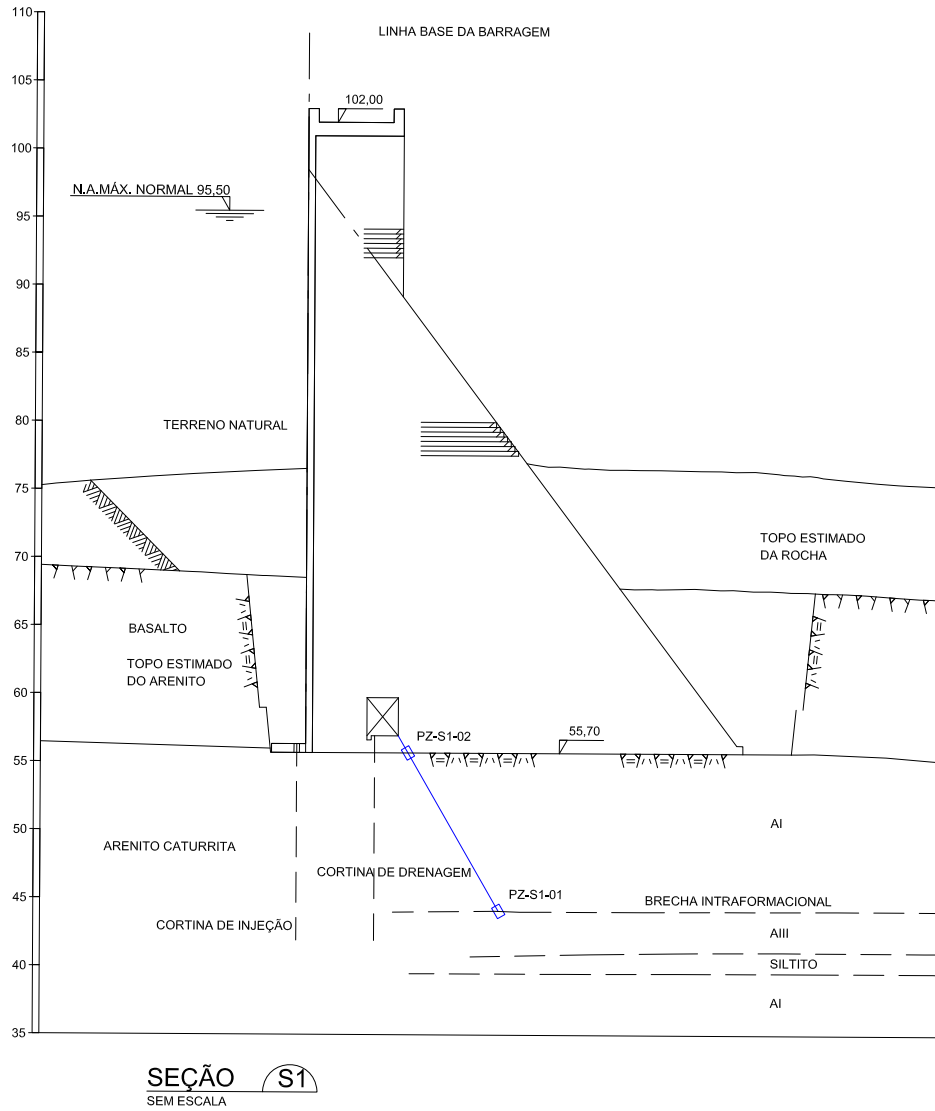 110
LINHA BASE DA BARRAGEM
105
102,00
100
N.A.MÁX. NORMAL 95,50
95
90
85
80
TERRENO NATURAL
75
70
TOPO ESTIMADO
DA ROCHA
65
BASALTO
TOPO ESTIMADO
DO ARENITO
60
PZ-S1-02
55,70
55
50
AI
ARENITO CATURRITA
CORTINA DE DRENAGEM
45
PZ-S1-01
BRECHA INTRAFORMACIONAL
CORTINA DE INJEÇÃO
AIII
40
SILTITO
AI
35
SEÇÃO S1
SEM ESCALA